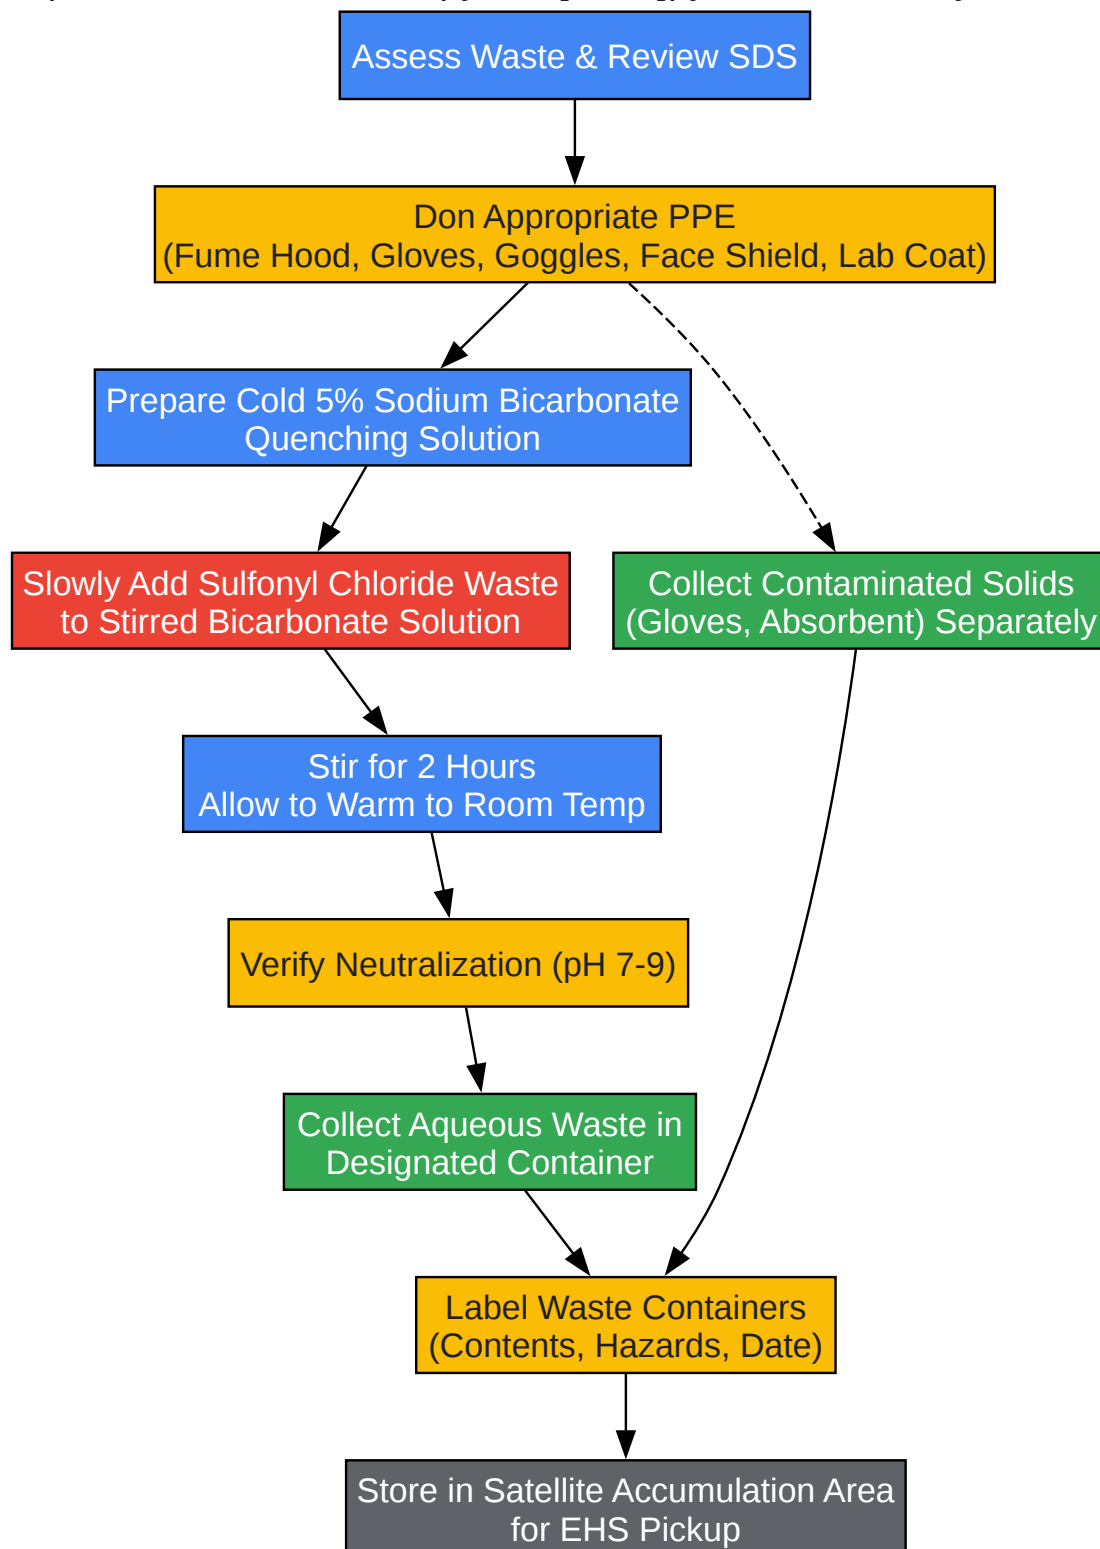 Assess Waste & Review SDS
Don Appropriate PPE
(Fume Hood, Gloves, Goggles, Face Shield, Lab Coat)
Prepare Cold 5% Sodium Bicarbonate
Quenching Solution
Slowly Add Sulfonyl Chloride Waste
to Stirred Bicarbonate Solution
Collect Contaminated Solids
(Gloves, Absorbent) Separately
Stir for 2 Hours
Allow to Warm to Room Temp
Verify Neutralization (pH 7-9)
Collect Aqueous Waste in
Designated Container
Label Waste Containers
(Contents, Hazards, Date)
Store in Satellite Accumulation Area
for EHS Pickup